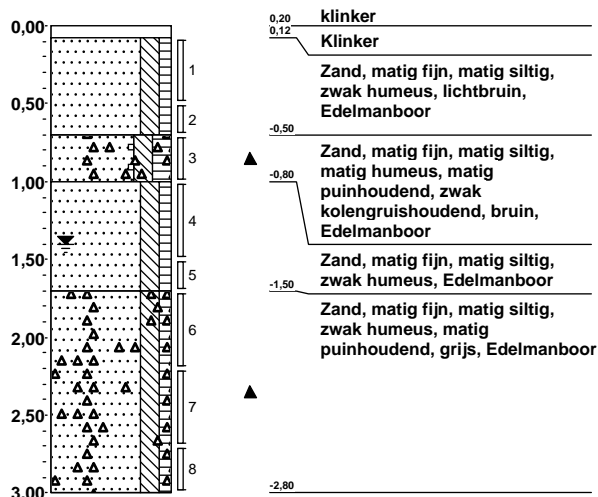 0,00
0,50
1,00
1,50
2,00
2,50
3,00
1
2
3
4
5
6
7
8
0,20
klinker
0,12
Klinker
Zand, matig fijn, matig siltig,
zwak humeus, lichtbruin,
Edelmanboor
-0,50
Zand, matig fijn, matig siltig,
matig humeus, matig
puinhoudend, zwak
kolengruishoudend, bruin,
Edelmanboor
-0,80
Zand, matig fijn, matig siltig,
zwak humeus, Edelmanboor
-1,50
Zand, matig fijn, matig siltig,
zwak humeus, matig
puinhoudend, grijs, Edelmanboor
-2,80